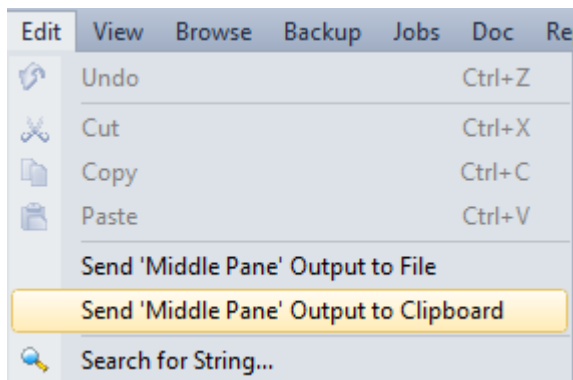 Edit View Browse Backup Jobs Doc Re
Undo Ctrl+Z
Cut Ctrl+X
Copy Ctrl+C
Paste Ctrl+V
Send 'Middle Pane' Output to File
Send 'Middle Pane' Output to Clipboard
Search for String...